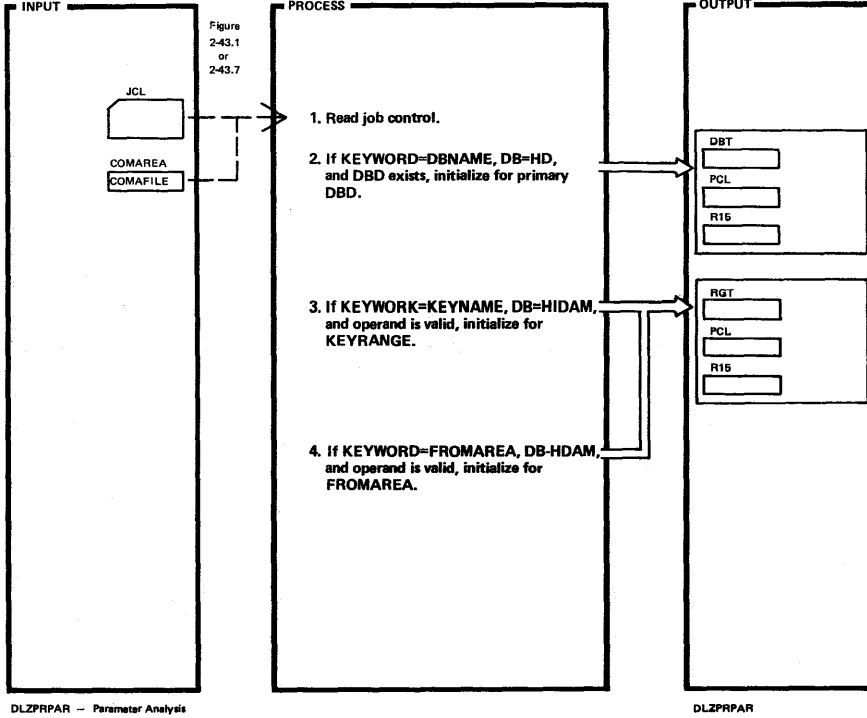 INPUT
Figure
2-43.1
or
2-43.7
JCL
COMAREA
COMAFILE
PROCESS
1. Read job control.
2. If KEYWORD=DBNAME, DB=HD,
and DBD exists, initialize for primary
DBD.
3. If KEYWORK=KEYNAME, DB=HIDAM,
and operand is valid, initialize for
KEYRANGE.
4. If KEYWORD=FROMAREA, DB-HDAM,
and operand is valid, initialize for
FROMAREA.
OUTPUT
DBT
PCL
R15
RGT
PCL
R15
DLZPRPAR – Parameter Analysis
DLZPRPAR